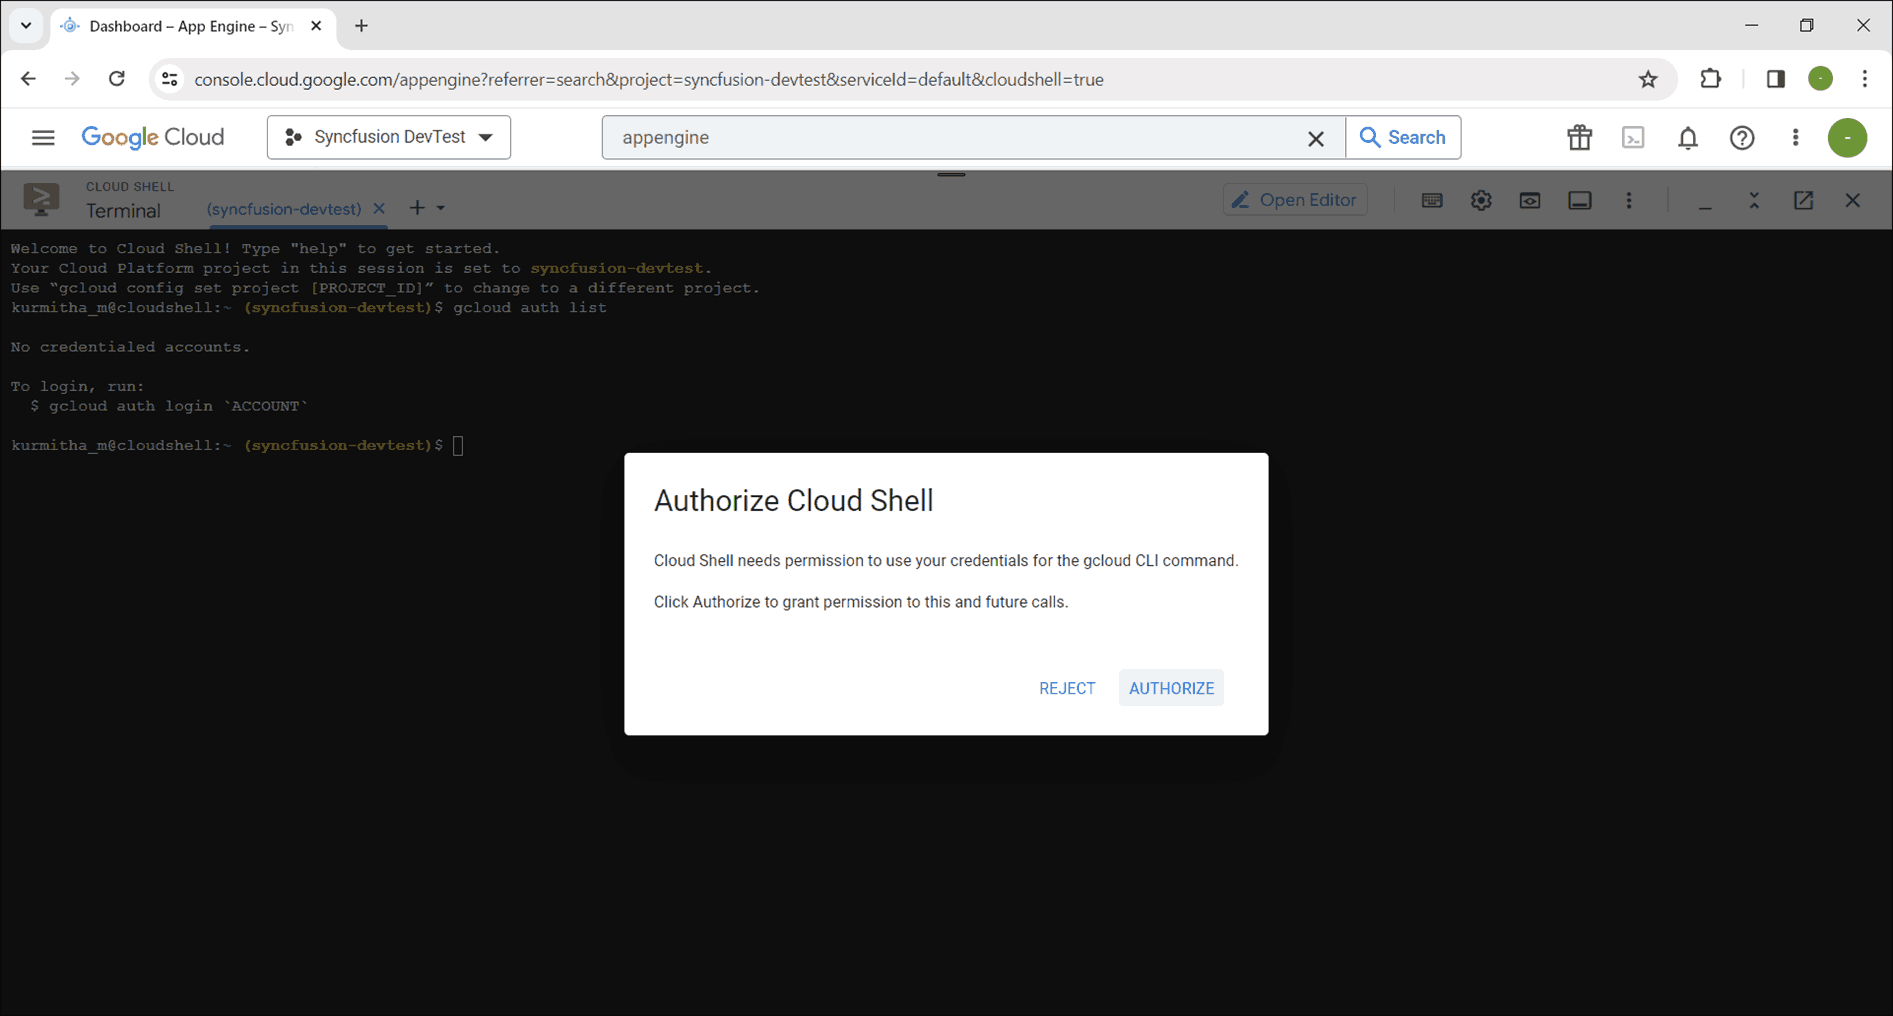 Dashboard – App Engine – Syn
console.cloud.google.com/appengine?referrer=search&project=syncfusion-devtest&serviceId=default&cloudshell=true
Google Cloud
Syncfusion DevTest
appengine
Search
CLOUD SHELL
Terminal
(syncfusion-devtest)
Open Editor
Welcome to Cloud Shell! Type "help" to get started.
Your Cloud Platform project in this session is set to syncfusion-devtest.
Use “gcloud config set project [PROJECT_ID]” to change to a different project.
kurmitha_m@cloudshell:~ (syncfusion-devtest)$ gcloud auth list
No credentialed accounts.
To login, run:
$ gcloud auth login `ACCOUNT`
kurmitha_m@cloudshell:~ (syncfusion-devtest)$
Authorize Cloud Shell
Cloud Shell needs permission to use your credentials for the gcloud CLI command.
Click Authorize to grant permission to this and future calls.
REJECT
AUTHORIZE